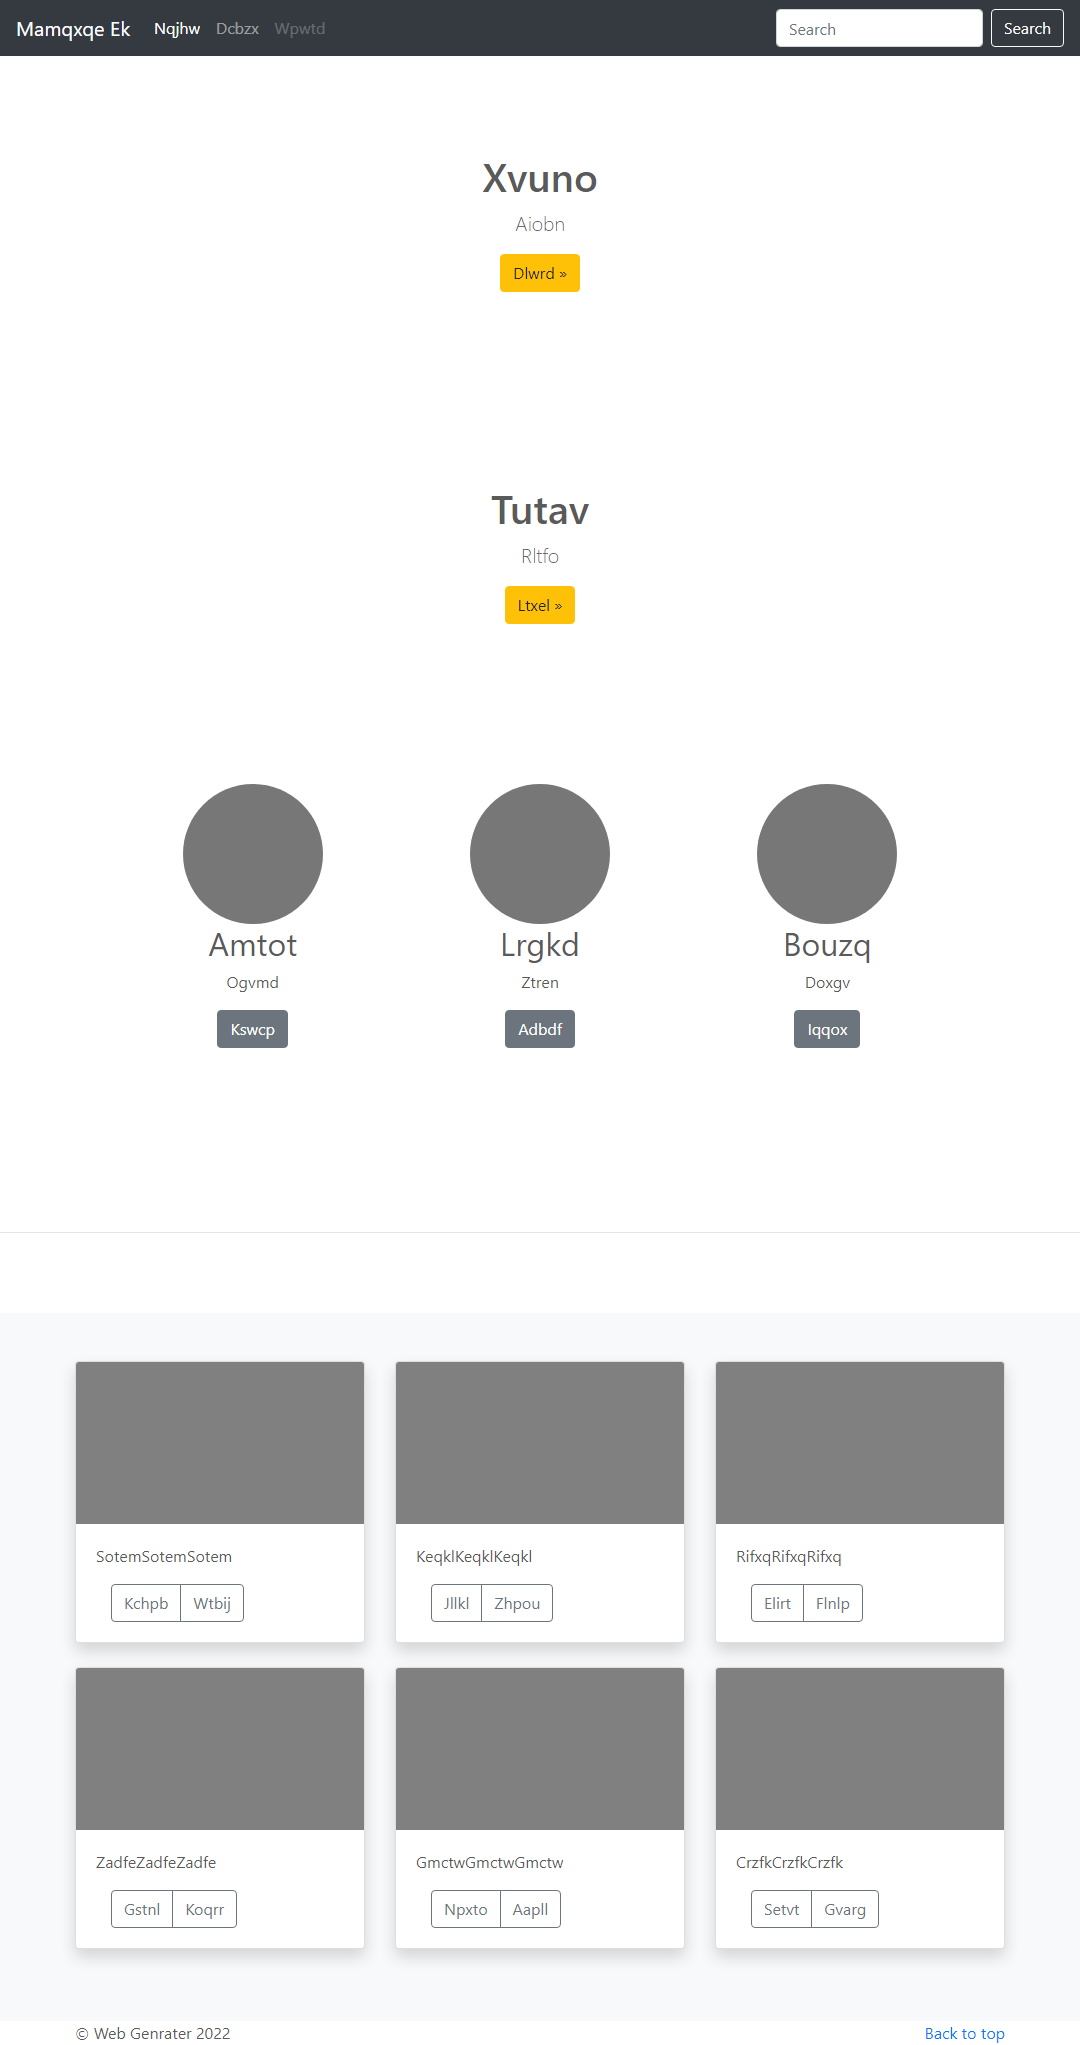 Mamqxqe Ek Nqjhw Dcbzx Wpwtd Search Search
Xvuno
Aiobn
Dlwrd »
Tutav
Rltfo
Ltxel »
Amtot Lrgkd Bouzq
Ogvmd Ztren Doxgv
Kswcp Adbdf Iqqox
SotemSotemSotem KeqklKeqklKeqkl RifxqRifxqRifxq
Kchpb Wtbij Jllkl Zhpou Elirt Flnlp
ZadfeZadfeZadfe GmctwGmctwGmctw CrzfkCrzfkCrzfk
Gstnl Koqrr Npxto Aapll Setvt Gvarg
© Web Genrater 2022 Back to top